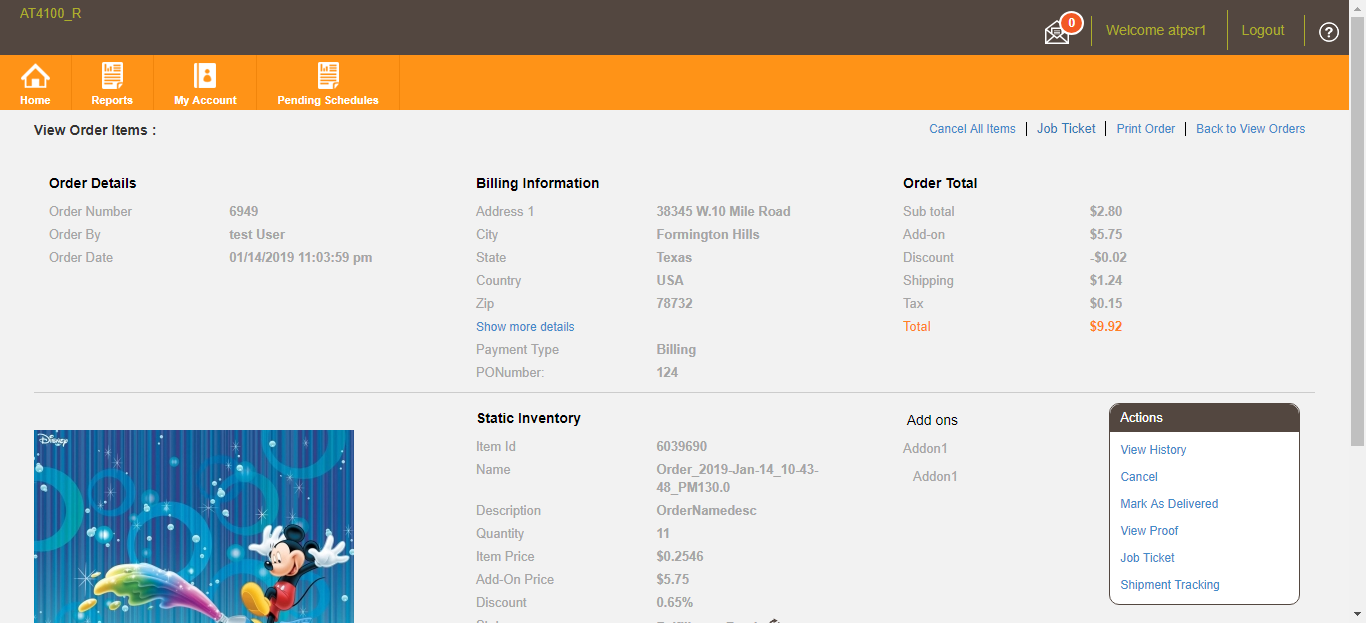 AT4100_R
0
Welcome atpsr1
Logout
?
Home
Reports
My Account
Pending Schedules
View Order Items :
Cancel All Items
Job Ticket
Print Order
Back to View Orders
Order Details
Order Number 6949
Order By test User
Order Date 01/14/2019 11:03:59 pm
Billing Information
Address 1 38345 W.10 Mile Road
City Formington Hills
State Texas
Country USA
Zip 78732
Show more details
Payment Type Billing
PONumber: 124
Order Total
Sub total $2.80
Add-on $5.75
Discount -$0.02
Shipping $1.24
Tax $0.15
Total $9.92
Disney
Static Inventory
Item Id 6039690
Name Order_2019-Jan-14_10-43-
48_PM130.0
Description OrderNamedesc
Quantity 11
Item Price $0.2546
Add-On Price $5.75
Discount 0.65%
Add ons
Addon1
Addon1
Actions
View History
Cancel
Mark As Delivered
View Proof
Job Ticket
Shipment Tracking